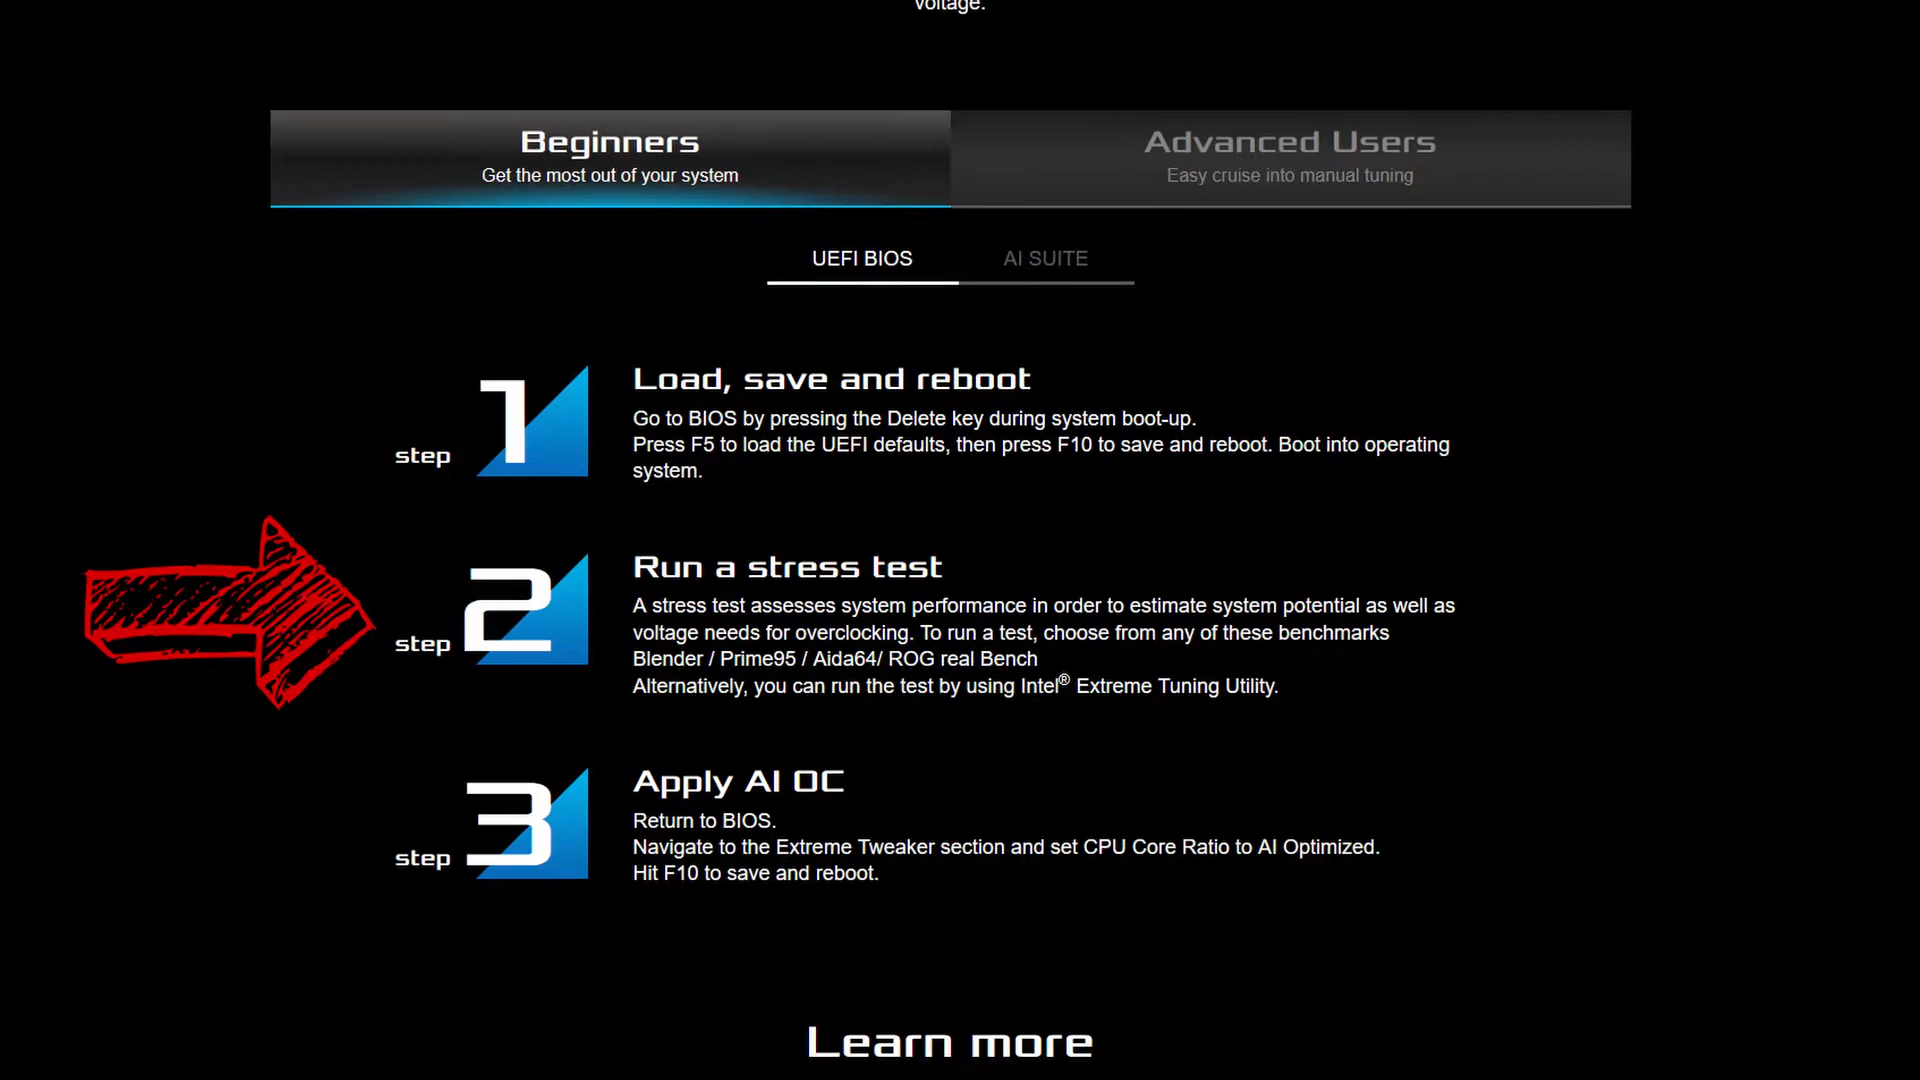 voltage.
Beginners
Get the most out of your system
Advanced Users
Easy cruise into manual tuning
UEFI BIOS
AI SUITE
step 1
Load, save and reboot
Go to BIOS by pressing the Delete key during system boot-up.
Press F5 to load the UEFI defaults, then press F10 to save and reboot. Boot into operating
system.
step 2
Run a stress test
A stress test assesses system performance in order to estimate system potential as well as
voltage needs for overclocking. To run a test, choose from any of these benchmarks
Blender / Prime95 / Aida64/ ROG real Bench
Alternatively, you can run the test by using Intel® Extreme Tuning Utility.
step 3
Apply AI OC
Return to BIOS.
Navigate to the Extreme Tweaker section and set CPU Core Ratio to AI Optimized.
Hit F10 to save and reboot.
Learn more